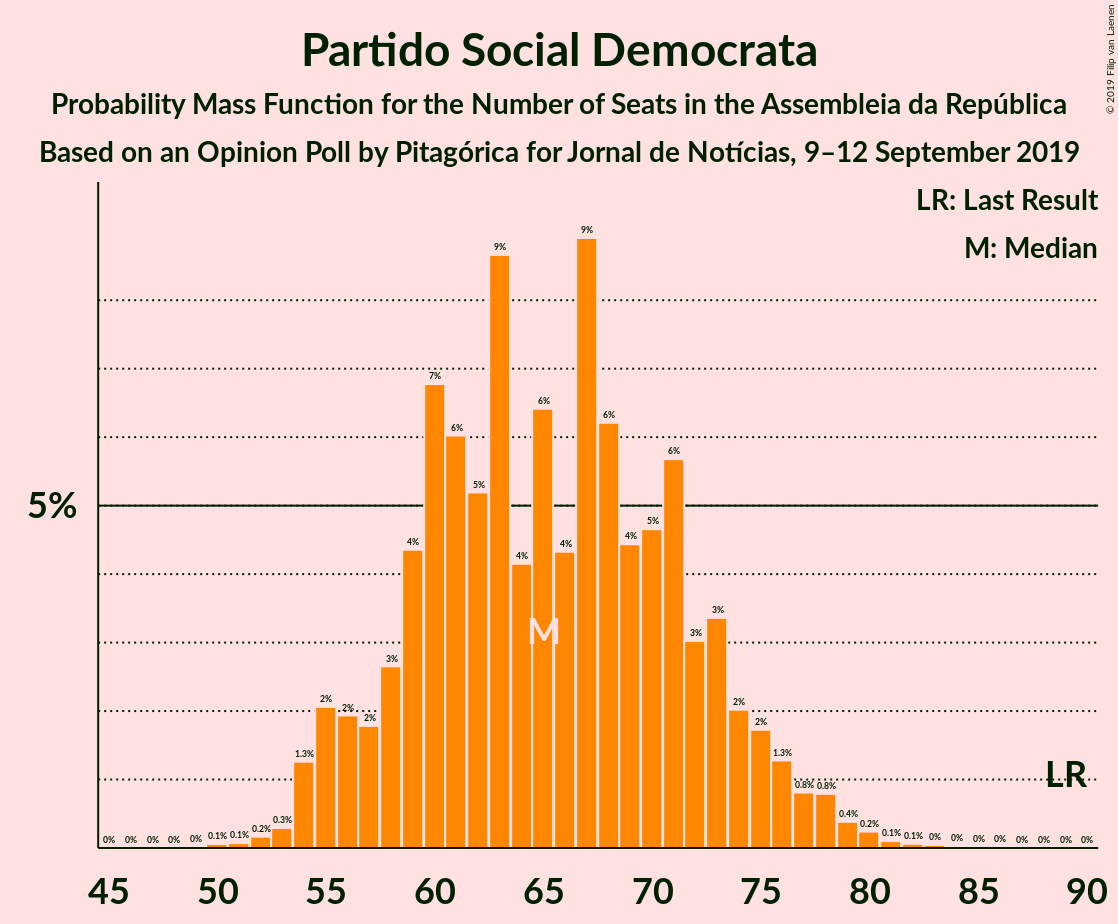 Partido Social Democrata
Probability Mass Function for the Number of Seats in the Assembleia da República
Based on an Opinion Poll by Pitagórica for Jornal de Notícias, 9–12 September 2019
© 2019 Filip van Laenen
LR: Last Result
M: Median
5%
0% 0% 0% 0% 0% 0.1% 0.1% 0.2% 0.3% 1.3% 2% 2% 2% 3% 4% 7% 6% 5% 9% 4% 6% 4% 9% 6% 4% 5% 6% 3% 3% 2% 2% 1.3% 0.8% 0.8% 0.4% 0.2% 0.1% 0.1% 0% 0% 0% 0% 0% 0% 0% 0%
M
LR
45 50 55 60 65 70 75 80 85 90